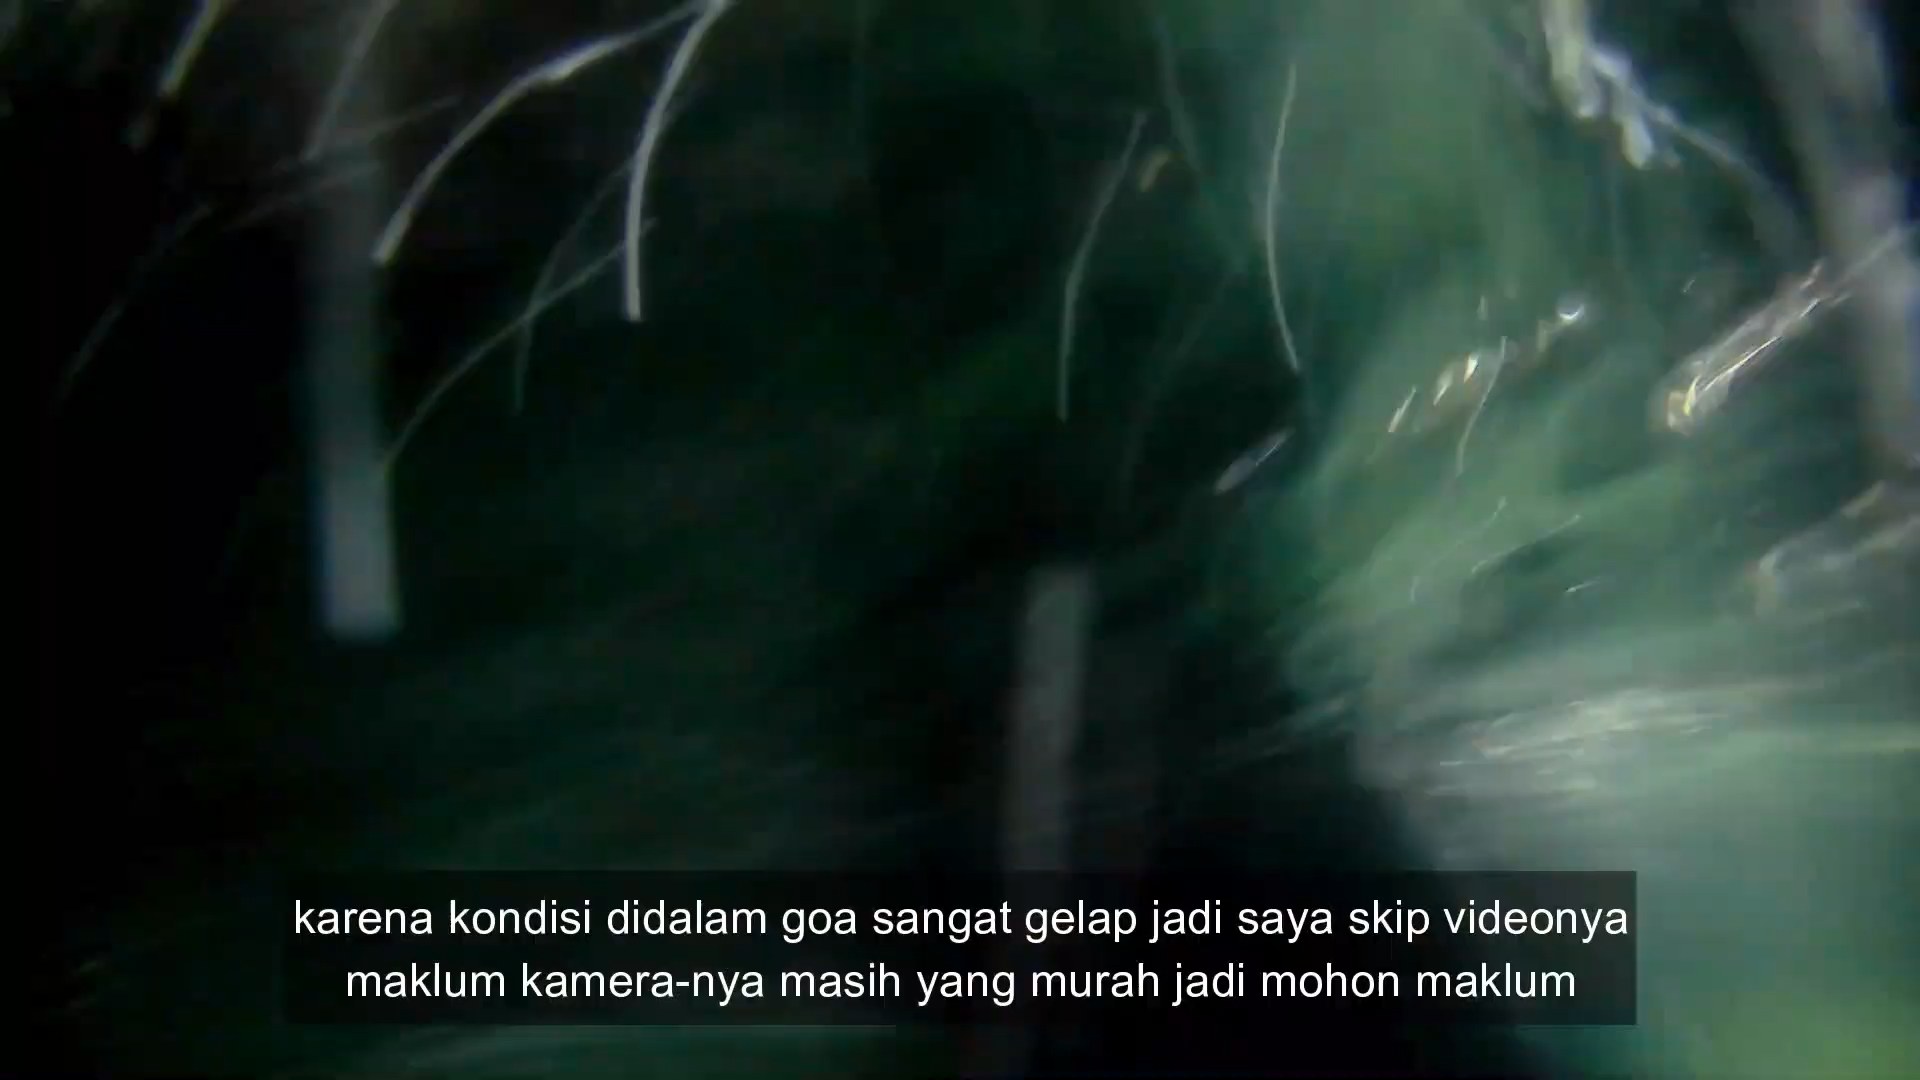 karena kondisi didalam goa sangat gelap jadi saya skip videonya
maklum kamera-nya masih yang murah jadi mohon maklum